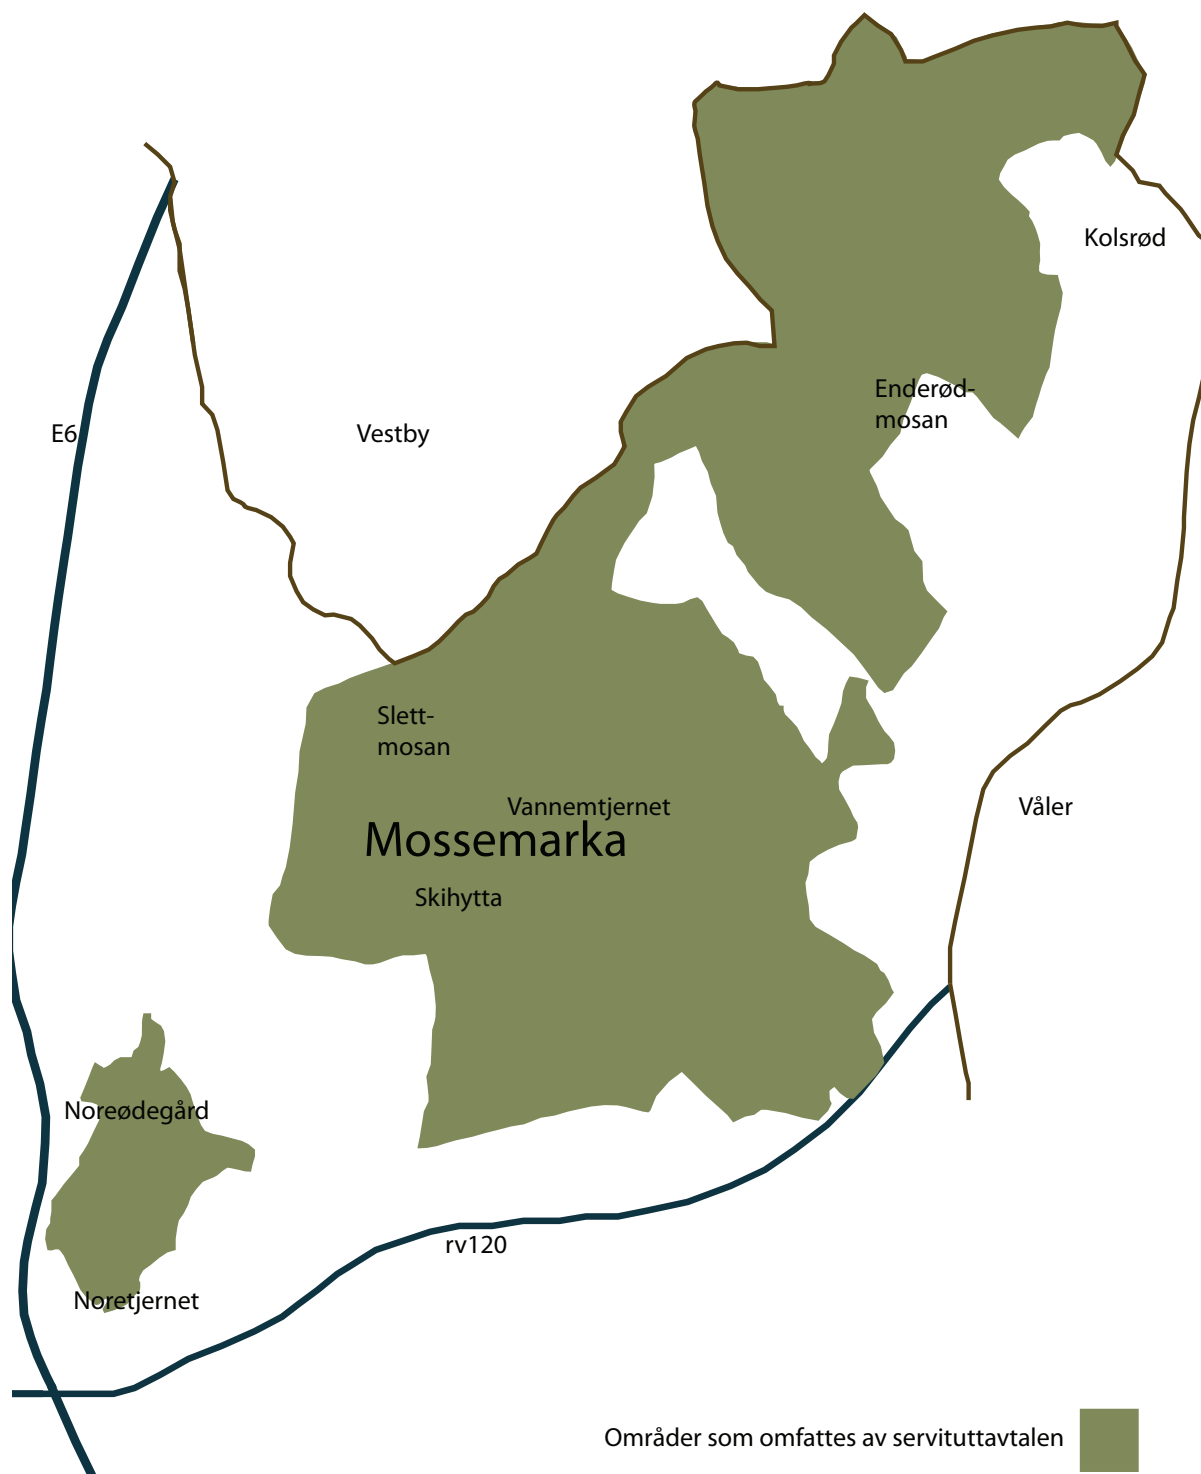 Kolsrød
Enderød-
mosan
E6
Vestby
Slett-
mosan
Vannemtjernet
Våler
Mossemarka
Skihytta
Noreødegård
rv120
Noretjernet
Områder som omfattes av servituttavtalen